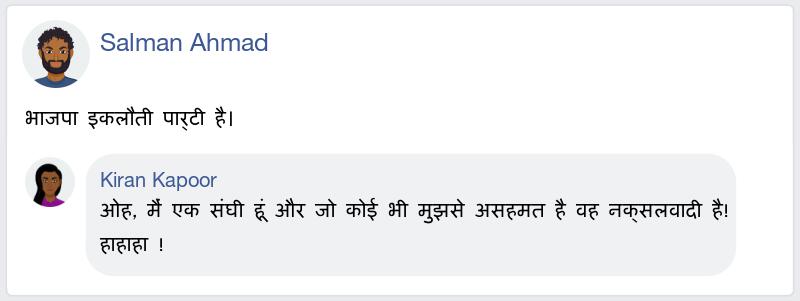 Salman Ahmad
भाजपा इकलौती पार्टी है।
Kiran Kapoor
ओह, मैं एक संघी हूं और जो कोई भी मुझसे असहमत है वह नक्सलवादी है!
हाहाहा !